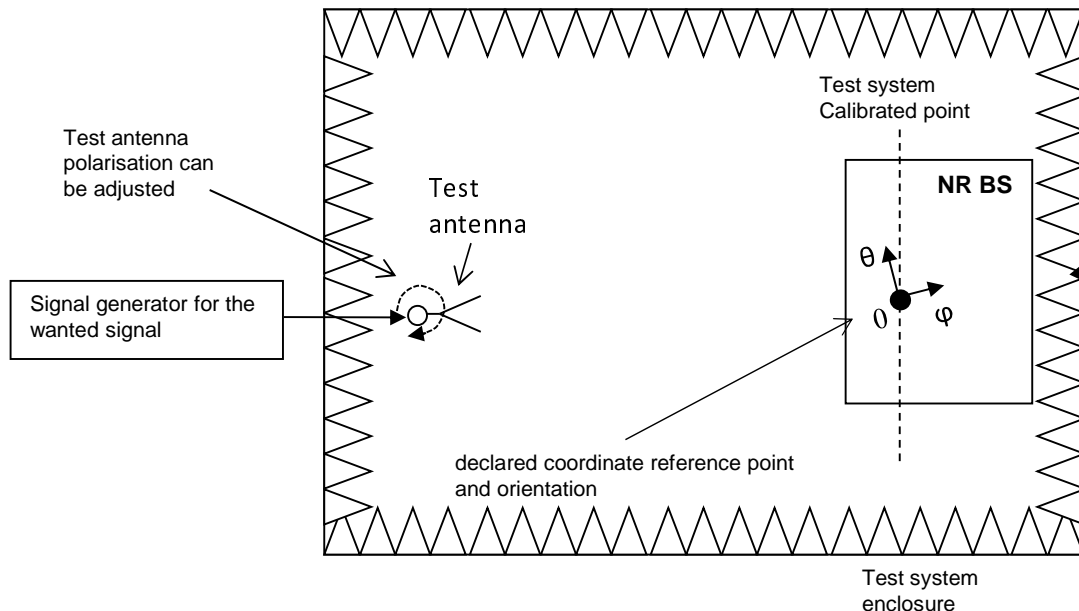 Test system
Calibrated point
Test antenna
polarisation can
be adjusted
Test
antenna
NR BS
Signal generator for the
wanted signal
θ
φ
0
declared coordinate reference point
and orientation
Test system
enclosure